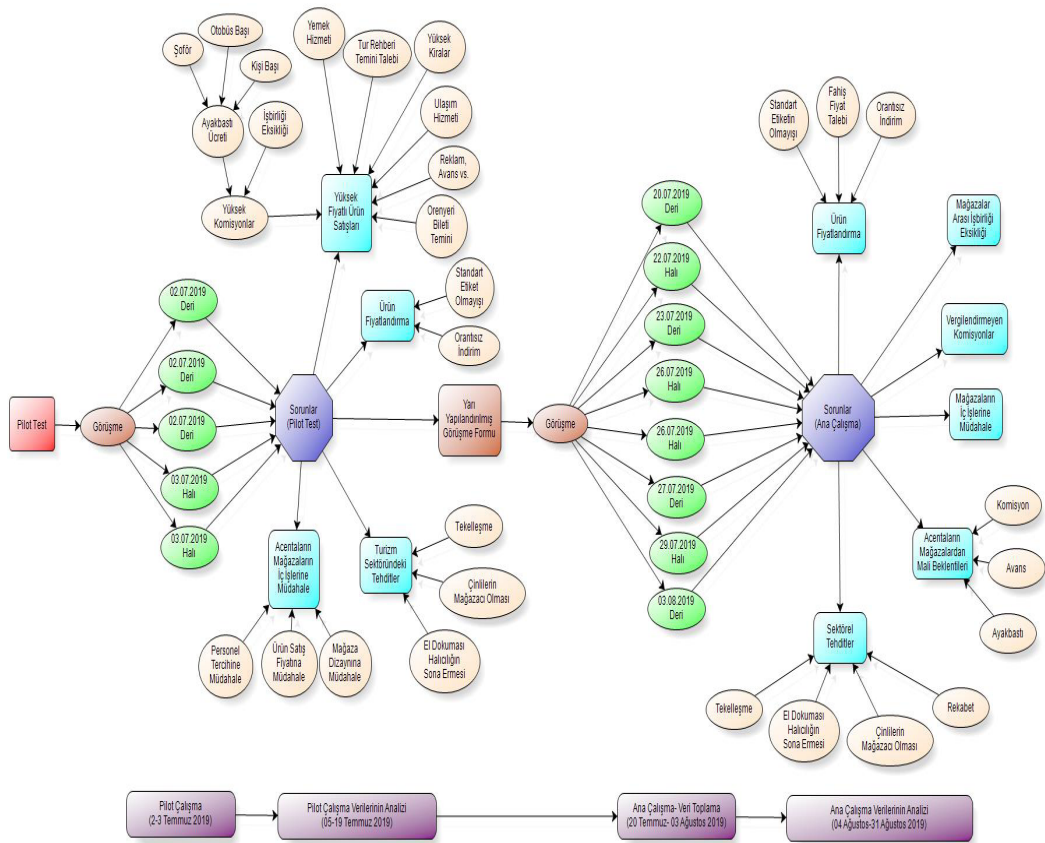 Otobüs Başı
Şoför
Kişi Başı
Ayakbastı
Ücreti
İşbirliği
Eksikliği
Yüksek
Komisyonlar
Yemek
Hizmeti
Tur Rehberi
Temini Talebi
Yüksek
Kiralar
Ulaşım
Hizmeti
Reklam,
Avans vs.
Örenyeri
Bileti
Temini
Yüksek
Fiyatlı Ürün
Satışları
Standart
Etiket
Olmayışı
Ürün
Fiyatlandırma
Orantısız
İndirim
Pilot Test
Görüşme
02.07.2019
Deri
02.07.2019
Deri
02.07.2019
Deri
03.07.2019
Halı
03.07.2019
Halı
Sorunlar
(Pilot Test)
Acentaların
Mağazaların
İç İşlerine
Müdahale
Personel
Tercihine
Müdahale
Ürün Satış
Fiyatına
Müdahale
Mağaza
Dizaynına
Müdahale
Turizm
Sektöründeki
Tehditler
Tekelleşme
Çinlilerin
Mağazacı Olması
El Dokuması
Halıcılığın
Sona Ermesi
Yarı
Yapılandırılmış
Görüşme Formu
Görüşme
20.07.2019
Deri
22.07.2019
Halı
23.07.2019
Deri
26.07.2019
Halı
26.07.2019
Halı
27.07.2019
Deri
29.07.2019
Halı
03.08.2019
Deri
Sorunlar
(Ana Çalışma)
Standart
Etiketin
Olmayışı
Fahiş
Fiyat
Talebi
Orantısız
İndirim
Ürün
Fiyatlandırma
Mağazalar
Arası İşbirliği
Eksikliği
Vergilendirmeyen
Komisyonlar
Mağazaların
İç İşlerine
Müdahale
Acentaların
Mağazalardan
Mali Beklentileri
Komisyon
Avans
Ayakbastı
Sektörel
Tehditler
Tekelleşme
El Dokuması
Halıcılığın
Sona Ermesi
Çinlilerin
Mağazacı Olması
Rekabet
Pilot Çalışma
(2-3 Temmuz 2019)
Pilot Çalışma Verilerinin Analizi
(05-19 Temmuz 2019)
Ana Çalışma- Veri Toplama
(20 Temmuz- 03 Ağustos 2019)
Ana Çalışma Verilerinin Analizi
(04 Ağustos-31 Ağustos 2019)